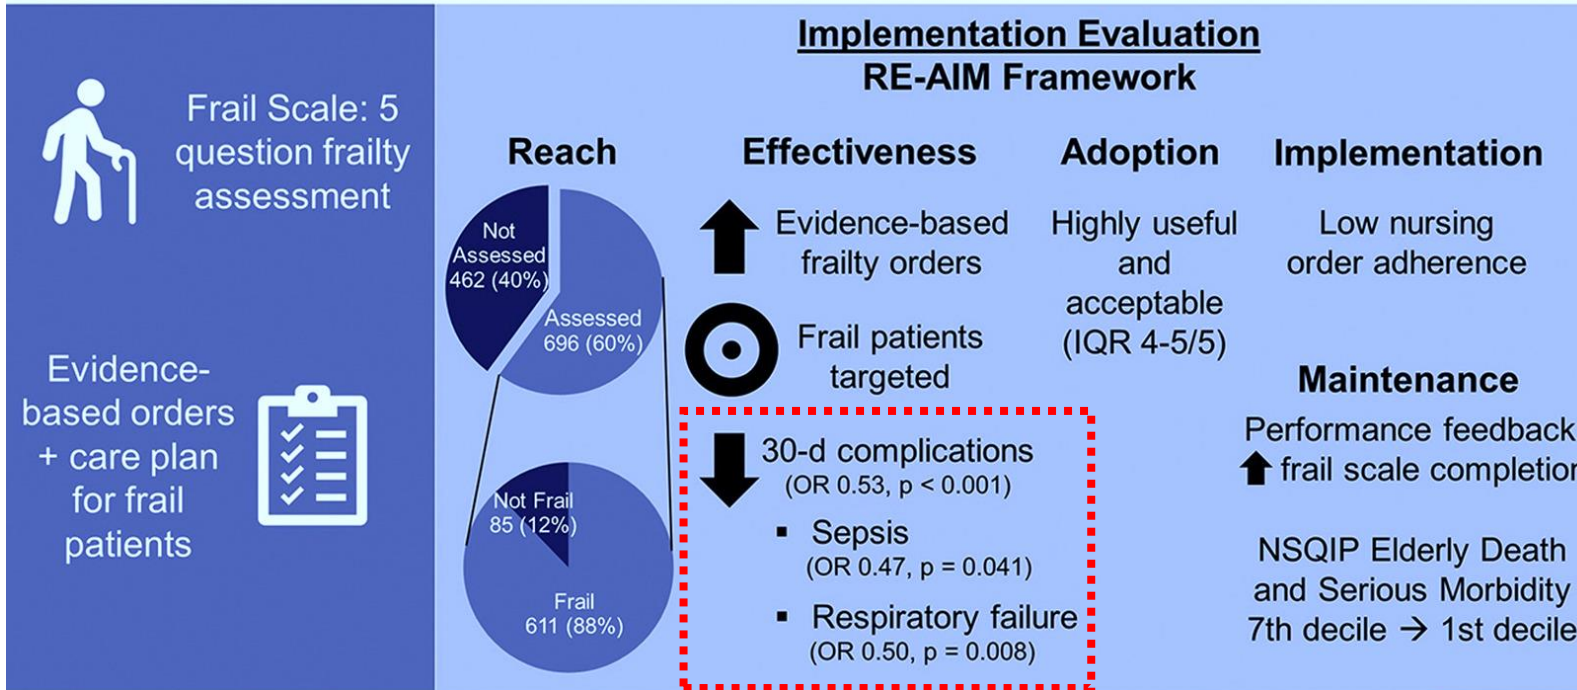 Frail Scale: 5
question frailty
assessment
Evidence-
based orders
+ care plan
for frail
patients
Implementation Evaluation
RE-AIM Framework
Reach
Not
Assessed
462 (40%)
Assessed
696 (60%)
Not Frail
85 (12%)
Frail
611 (88%)
Effectiveness
Evidence-based
frailty orders
Frail patients
targeted
30-d complications
(OR 0.53, p < 0.001)
▪ Sepsis
(OR 0.47, p = 0.041)
▪ Respiratory failure
(OR 0.50, p = 0.008)
Adoption
Highly useful
and
acceptable
(IQR 4-5/5)
Implementation
Low nursing
order adherence
Maintenance
Performance feedback
frail scale completion
NSQIP Elderly Death
and Serious Morbidity
7th decile → 1st decile